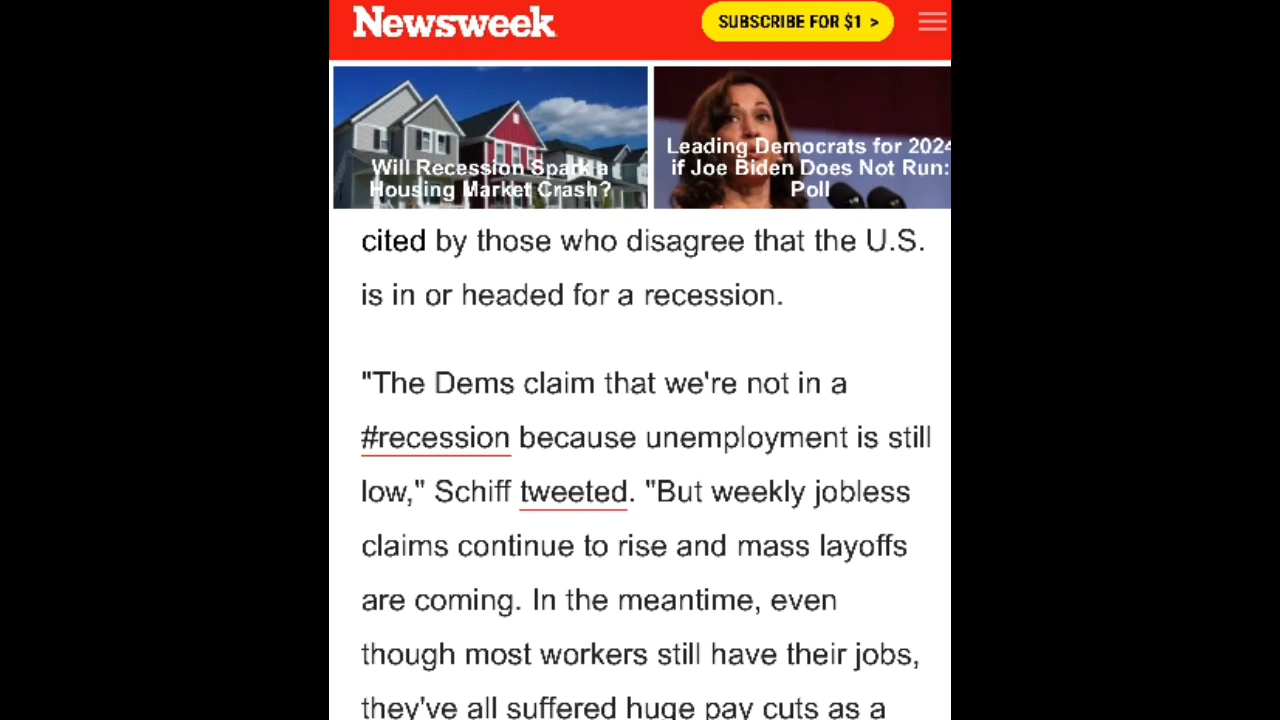 Newsweek
SUBSCRIBE FOR $1 >
Will Recession Spark a
Housing Market Crash?
Leading Democrats for 2024
if Joe Biden Does Not Run:
Poll
cited by those who disagree that the U.S.
is in or headed for a recession.
"The Dems claim that we're not in a
#recession because unemployment is still
low," Schiff tweeted. "But weekly jobless
claims continue to rise and mass layoffs
are coming. In the meantime, even
though most workers still have their jobs,
they've all suffered huge pay cuts as a